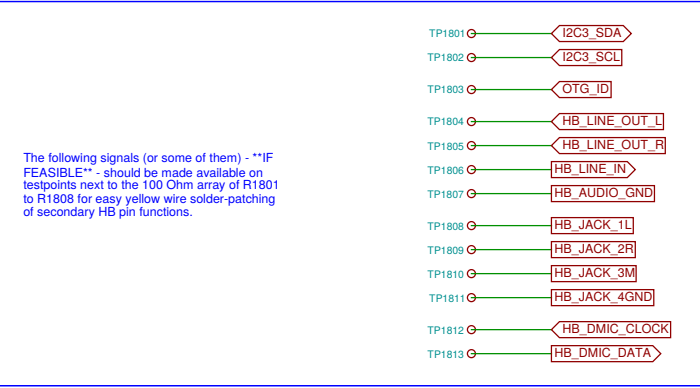 TP1801 I2C3_SDA
TP1802 I2C3_SCL
TP1803 OTG_ID
TP1804 HB_LINE_OUT_L
TP1805 HB_LINE_OUT_R
TP1806 HB_LINE_IN
TP1807 HB_AUDIO_GND
TP1808 HB_JACK_1L
TP1809 HB_JACK_2R
TP1810 HB_JACK_3M
TP1811 HB_JACK_4GND
TP1812 HB_DMIC_CLOCK
TP1813 HB_DMIC_DATA
The following signals (or some of them) - **IF
FEASIBLE** - should be made available on
testpoints next to the 100 Ohm array of R1801
to R1808 for easy yellow wire solder-patching
of secondary HB pin functions.